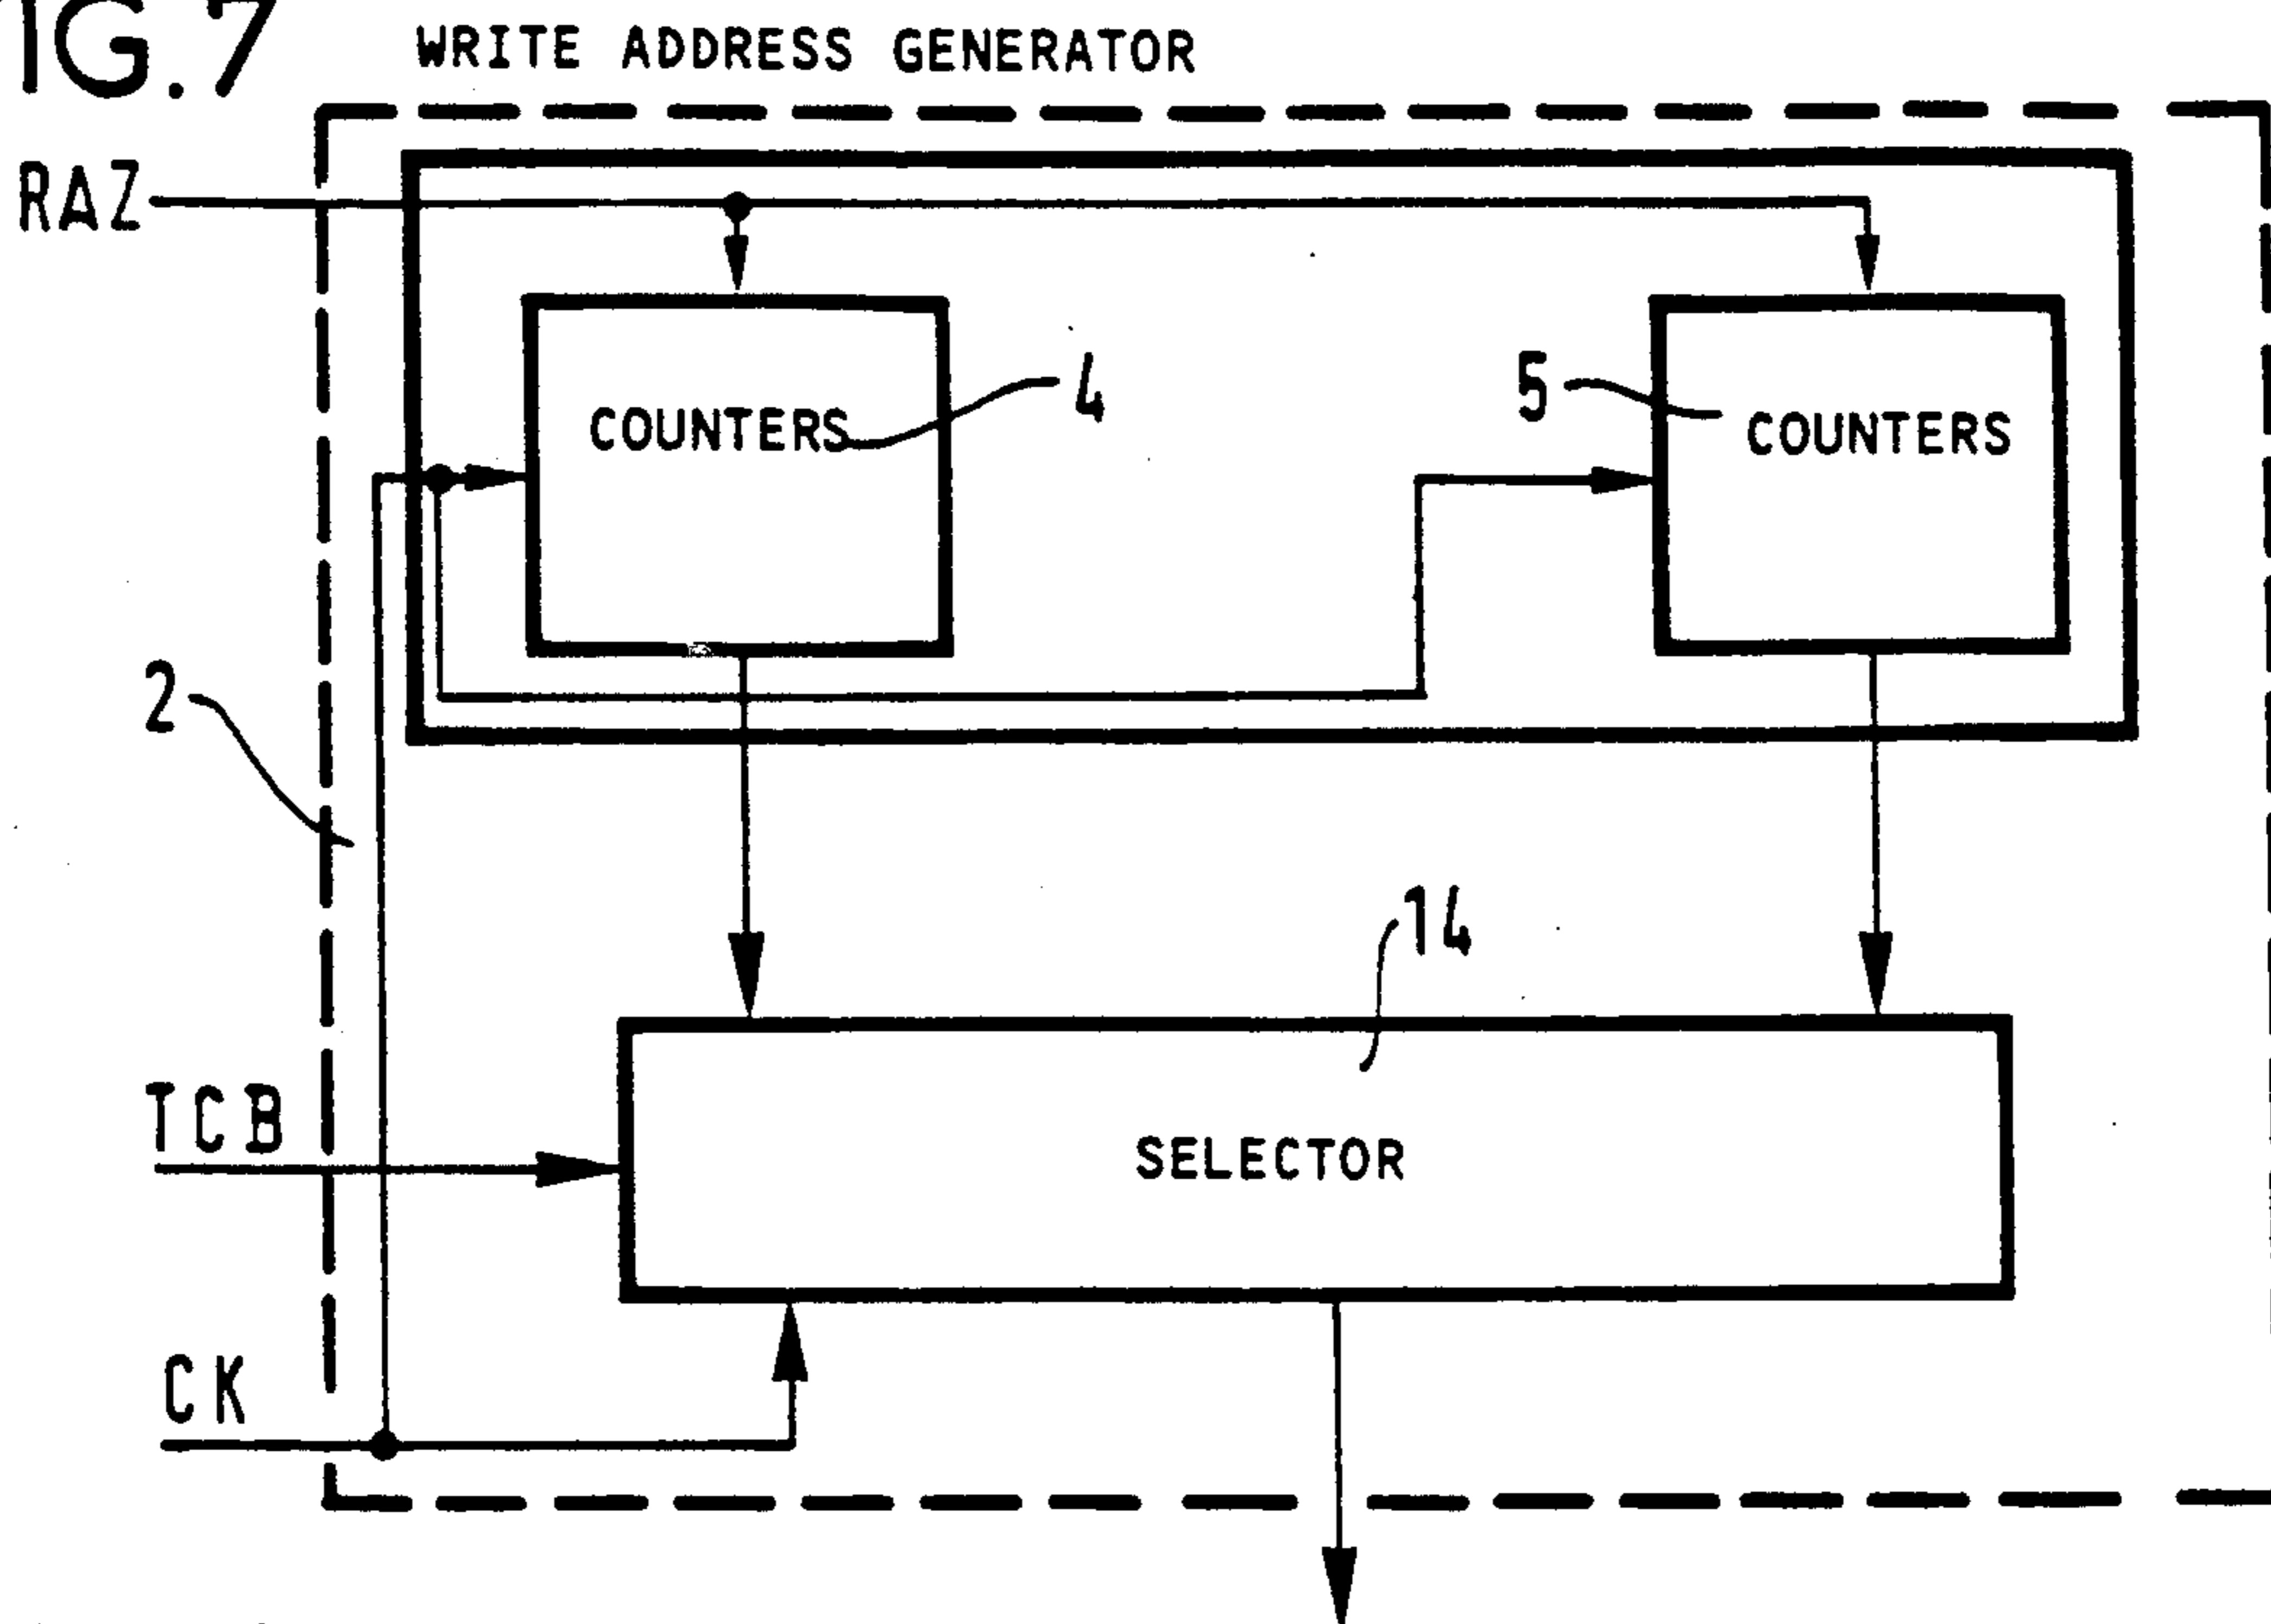 IG.7
WRITE ADDRESS GENERATOR
RAZ
COUNTERS
4
5
COUNTERS
2
14
TCB
SELECTOR
CK